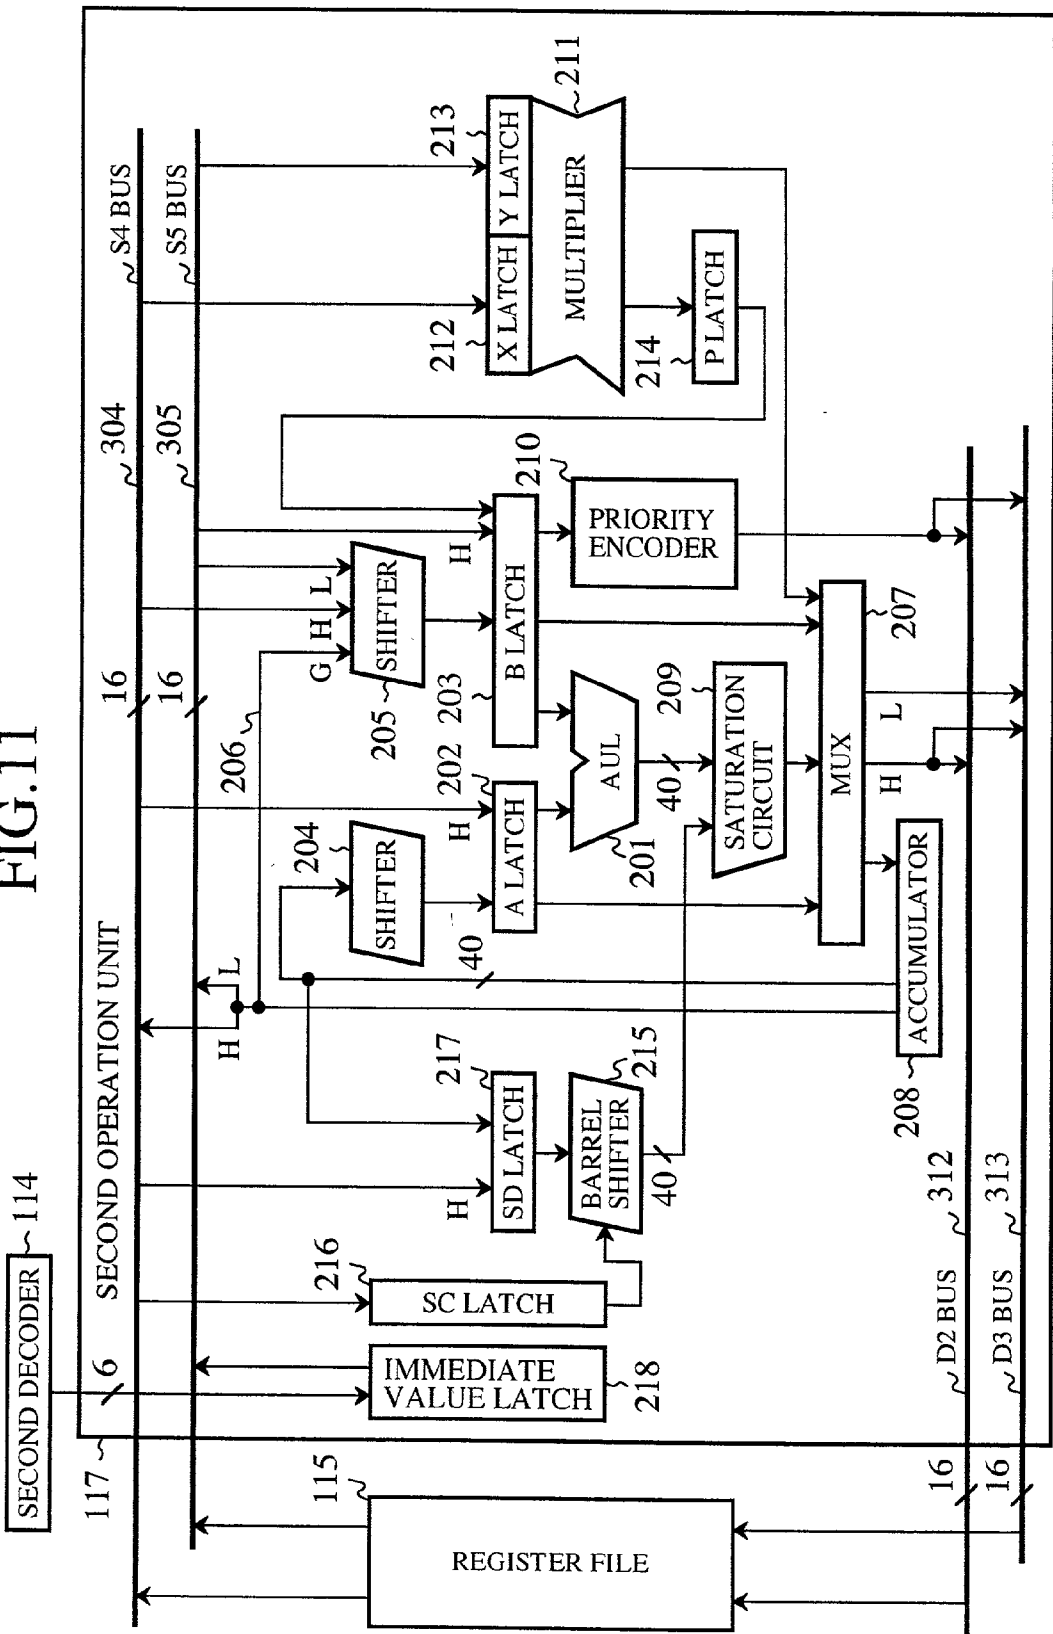 FIG.11
SECOND DECODER
114
6
117
SECOND OPERATION UNIT
16
304
S4 BUS
16
305
S5 BUS
H
L
206
G
H
L
SHIFTER
204
SHIFTER
205
H
H
H
40
IMMEDIATE
VALUE LATCH
218
SC LATCH
216
SD LATCH
217
A LATCH
202
B LATCH
203
X LATCH
212
Y LATCH
213
MULTIPLIER
211
P LATCH
214
PRIORITY
ENCODER
210
AUL
201
40
BARREL
SHIFTER
215
40
SATURATION
CIRCUIT
209
MUX
207
H
L
ACCUMULATOR
208
REGISTER FILE
115
16
D2 BUS
312
16
D3 BUS
313